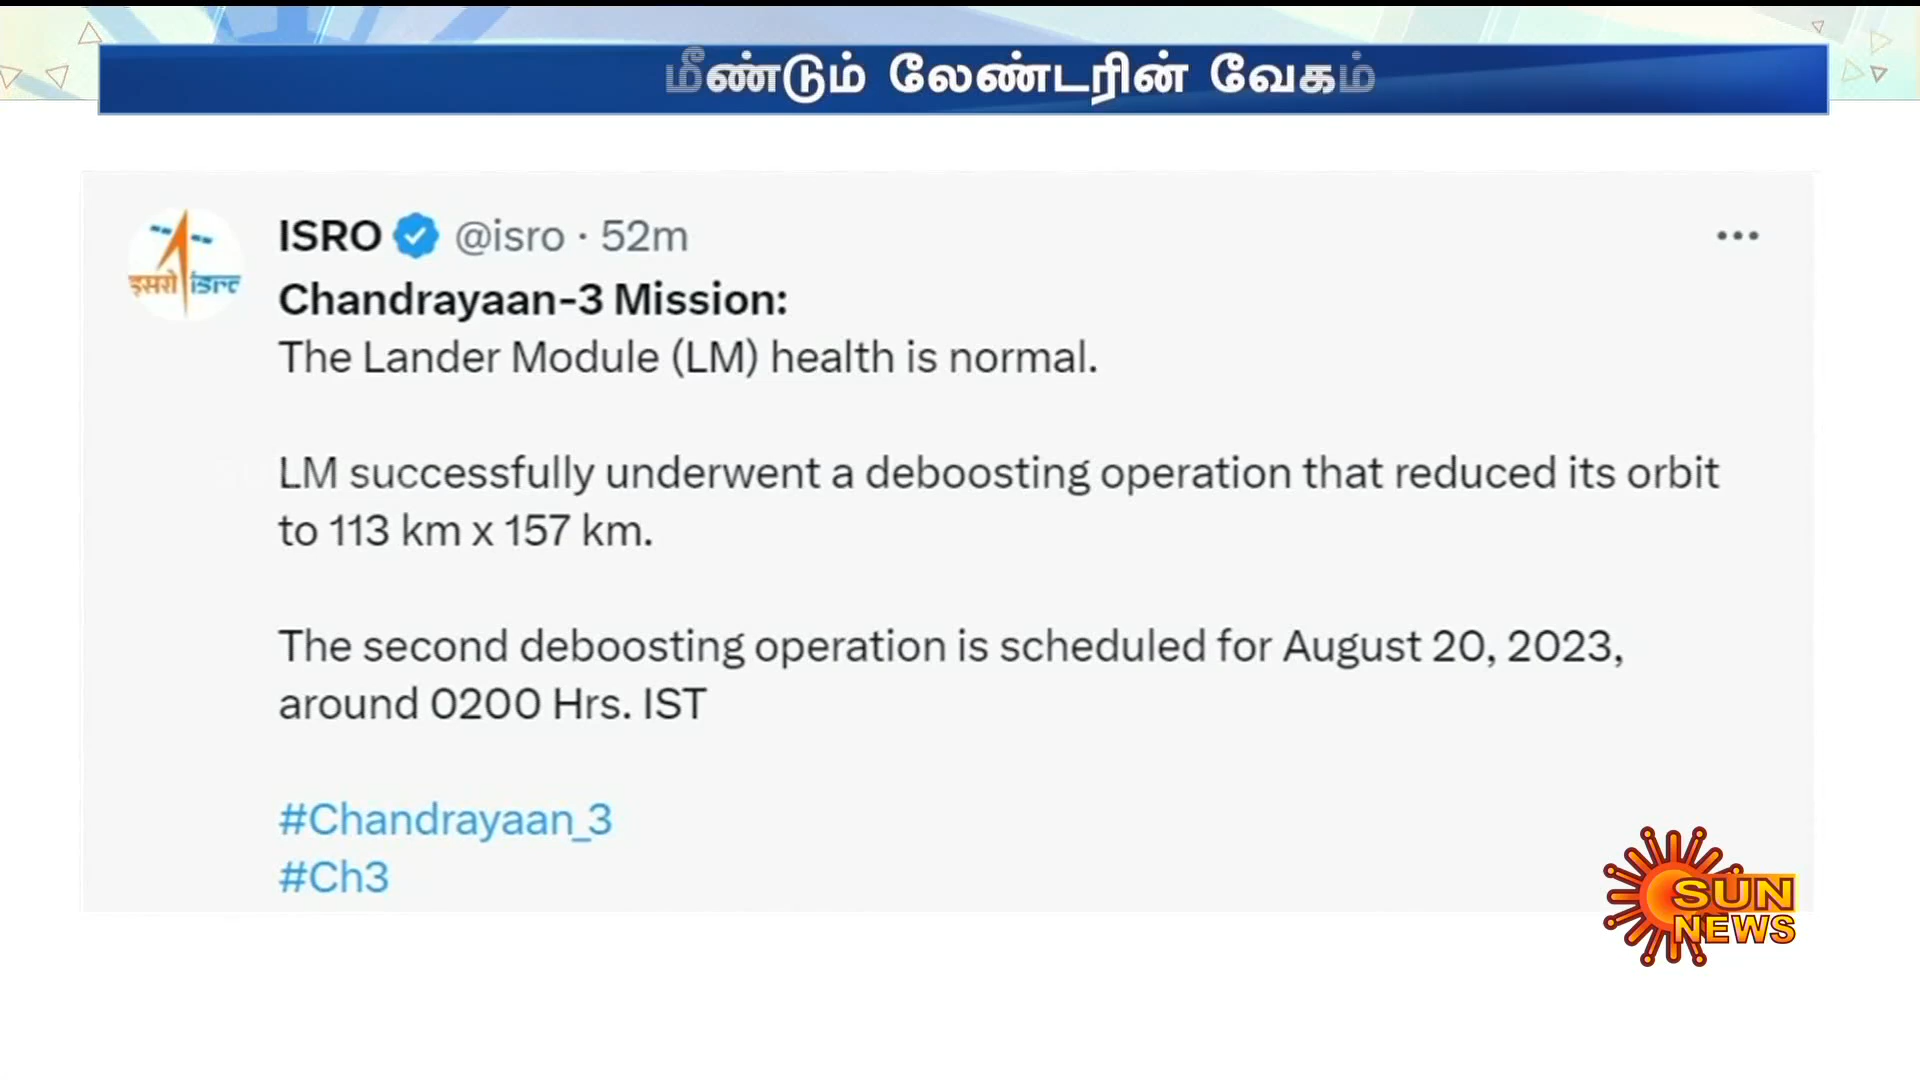 மீண்டும் லேண்டரின் வேகம்
ISRO @isro · 52m
इसरो isro
Chandrayaan-3 Mission:
The Lander Module (LM) health is normal.
LM successfully underwent a deboosting operation that reduced its orbit
to 113 km x 157 km.
The second deboosting operation is scheduled for August 20, 2023,
around 0200 Hrs. IST
#Chandrayaan_3
#Ch3
SUN
NEWS